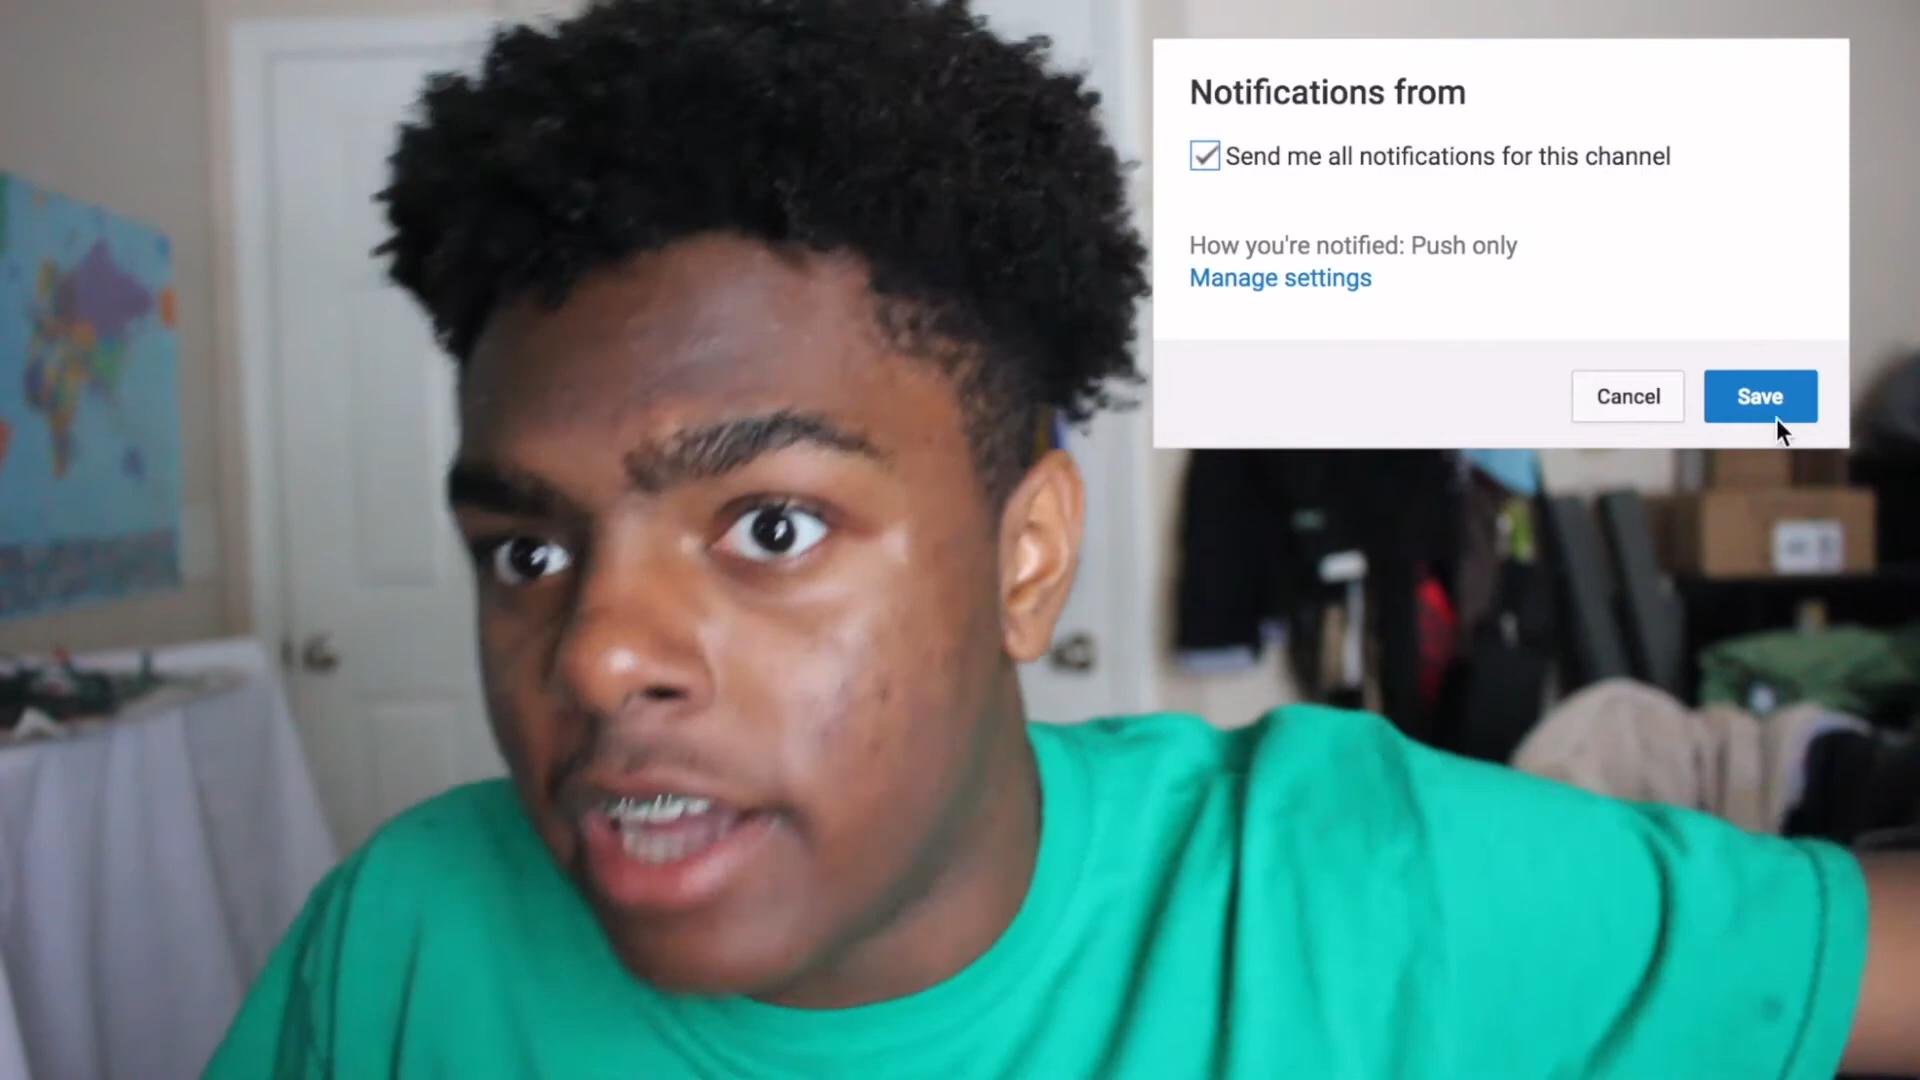 Notifications from
Send me all notifications for this channel
How you're notified: Push only
Manage settings
Cancel
Save